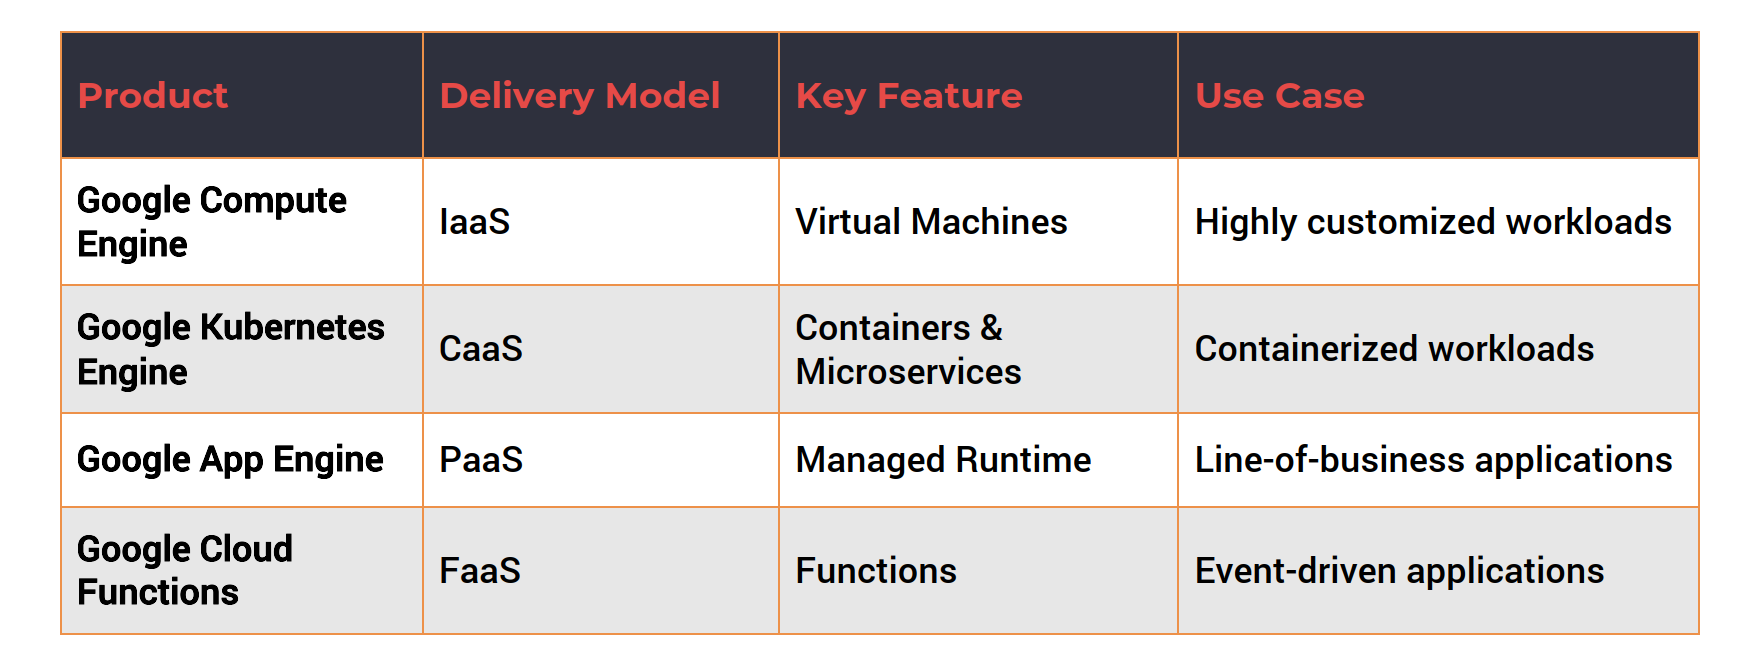 Product
Delivery Model
Key Feature
Use Case
Google Compute
Engine
IaaS
Virtual Machines
Highly customized workloads
Google Kubernetes
Engine
CaaS
Containers &
Microservices
Containerized workloads
Google App Engine
PaaS
Managed Runtime
Line-of-business applications
Google Cloud
Functions
FaaS
Functions
Event-driven applications